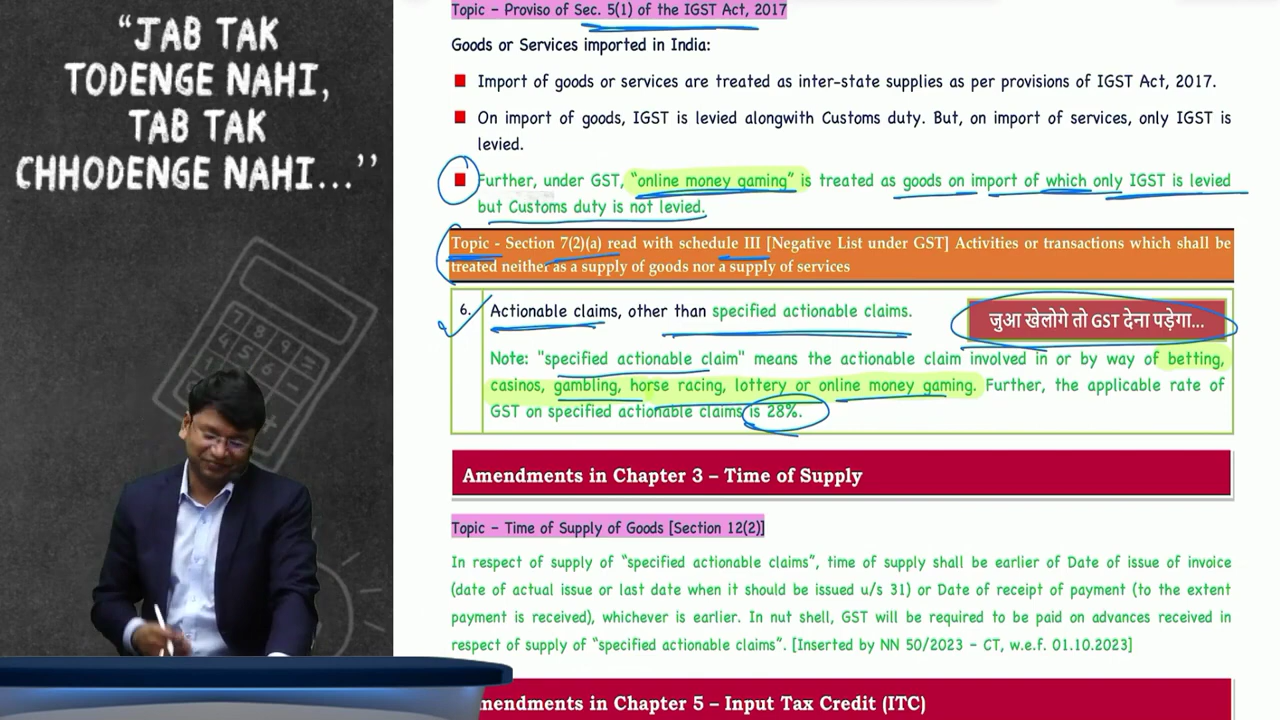 “JAB TAK
TODENGE NAHI,
TAB TAK
CHHODENGE NAHI...’’
Topic – Proviso of Sec. 5(1) of the IGST Act, 2017
Goods or Services imported in India:
Import of goods or services are treated as inter-state supplies as per provisions of IGST Act, 2017.
On import of goods, IGST is levied alongwith Customs duty. But, on import of services, only IGST is
levied.
Further, under GST, “online money gaming” is treated as goods on import of which only IGST is levied
but Customs duty is not levied.
Topic - Section 7(2)(a) read with schedule III [Negative List under GST] Activities or transactions which shall be
treated neither as a supply of goods nor a supply of services
6. Actionable claims, other than specified actionable claims.
जुआ खेलोगे तो GST देना पड़ेगा...
Note: "specified actionable claim" means the actionable claim involved in or by way of betting,
casinos, gambling, horse racing, lottery or online money gaming. Further, the applicable rate of
GST on specified actionable claims is 28%.
Amendments in Chapter 3 – Time of Supply
Topic – Time of Supply of Goods [Section 12(2)]
In respect of supply of “specified actionable claims”, time of supply shall be earlier of Date of issue of invoice
(date of actual issue or last date when it should be issued u/s 31) or Date of receipt of payment (to the extent
payment is received), whichever is earlier. In nut shell, GST will be required to be paid on advances received in
respect of supply of “specified actionable claims”. [Inserted by NN 50/2023 – CT, w.e.f. 01.10.2023]
mendments in Chapter 5 – Input Tax Credit (ITC)